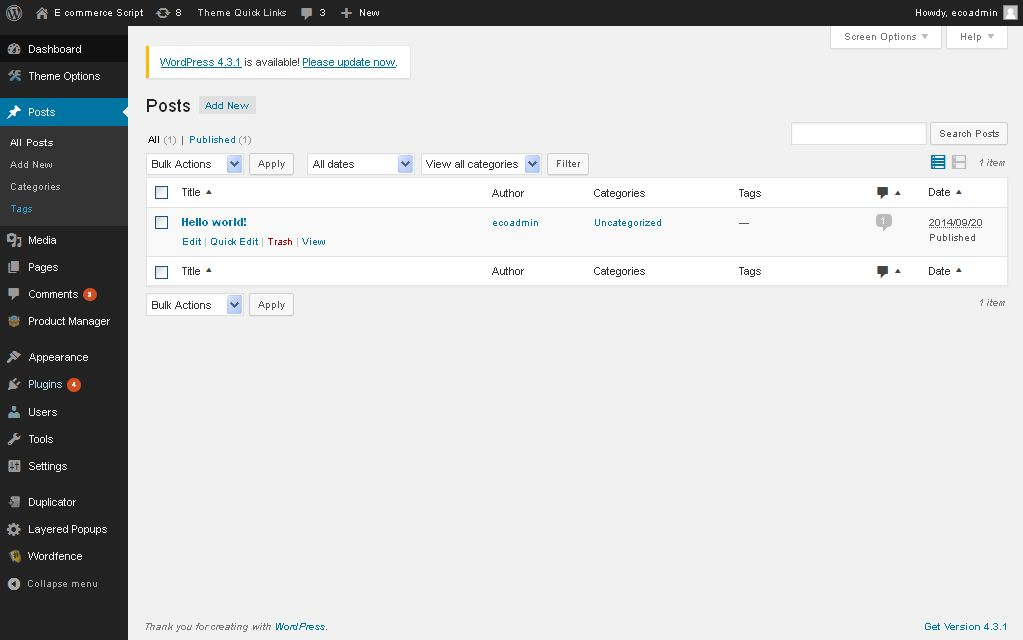 E commerce Script 8 Theme Quick Links 3 + New Howdy, ecoadmin
Screen Options Help
WordPress 4.3.1 is available! Please update now.
Dashboard
Theme Options
Posts
All Posts
Add New
Categories
Tags
Media
Pages
Comments 3
Product Manager
Appearance
Plugins 4
Users
Tools
Settings
Duplicator
Layered Popups
Wordfence
Collapse menu
Posts Add New
All (1) | Published (1)
Search Posts
Bulk Actions Apply All dates View all categories Filter 1 item
Title Author Categories Tags Date
Hello world! ecoadmin Uncategorized — 1 2014/09/20
Published
Edit | Quick Edit | Trash | View
Title Author Categories Tags Date
Bulk Actions Apply 1 item
Thank you for creating with WordPress. Get Version 4.3.1